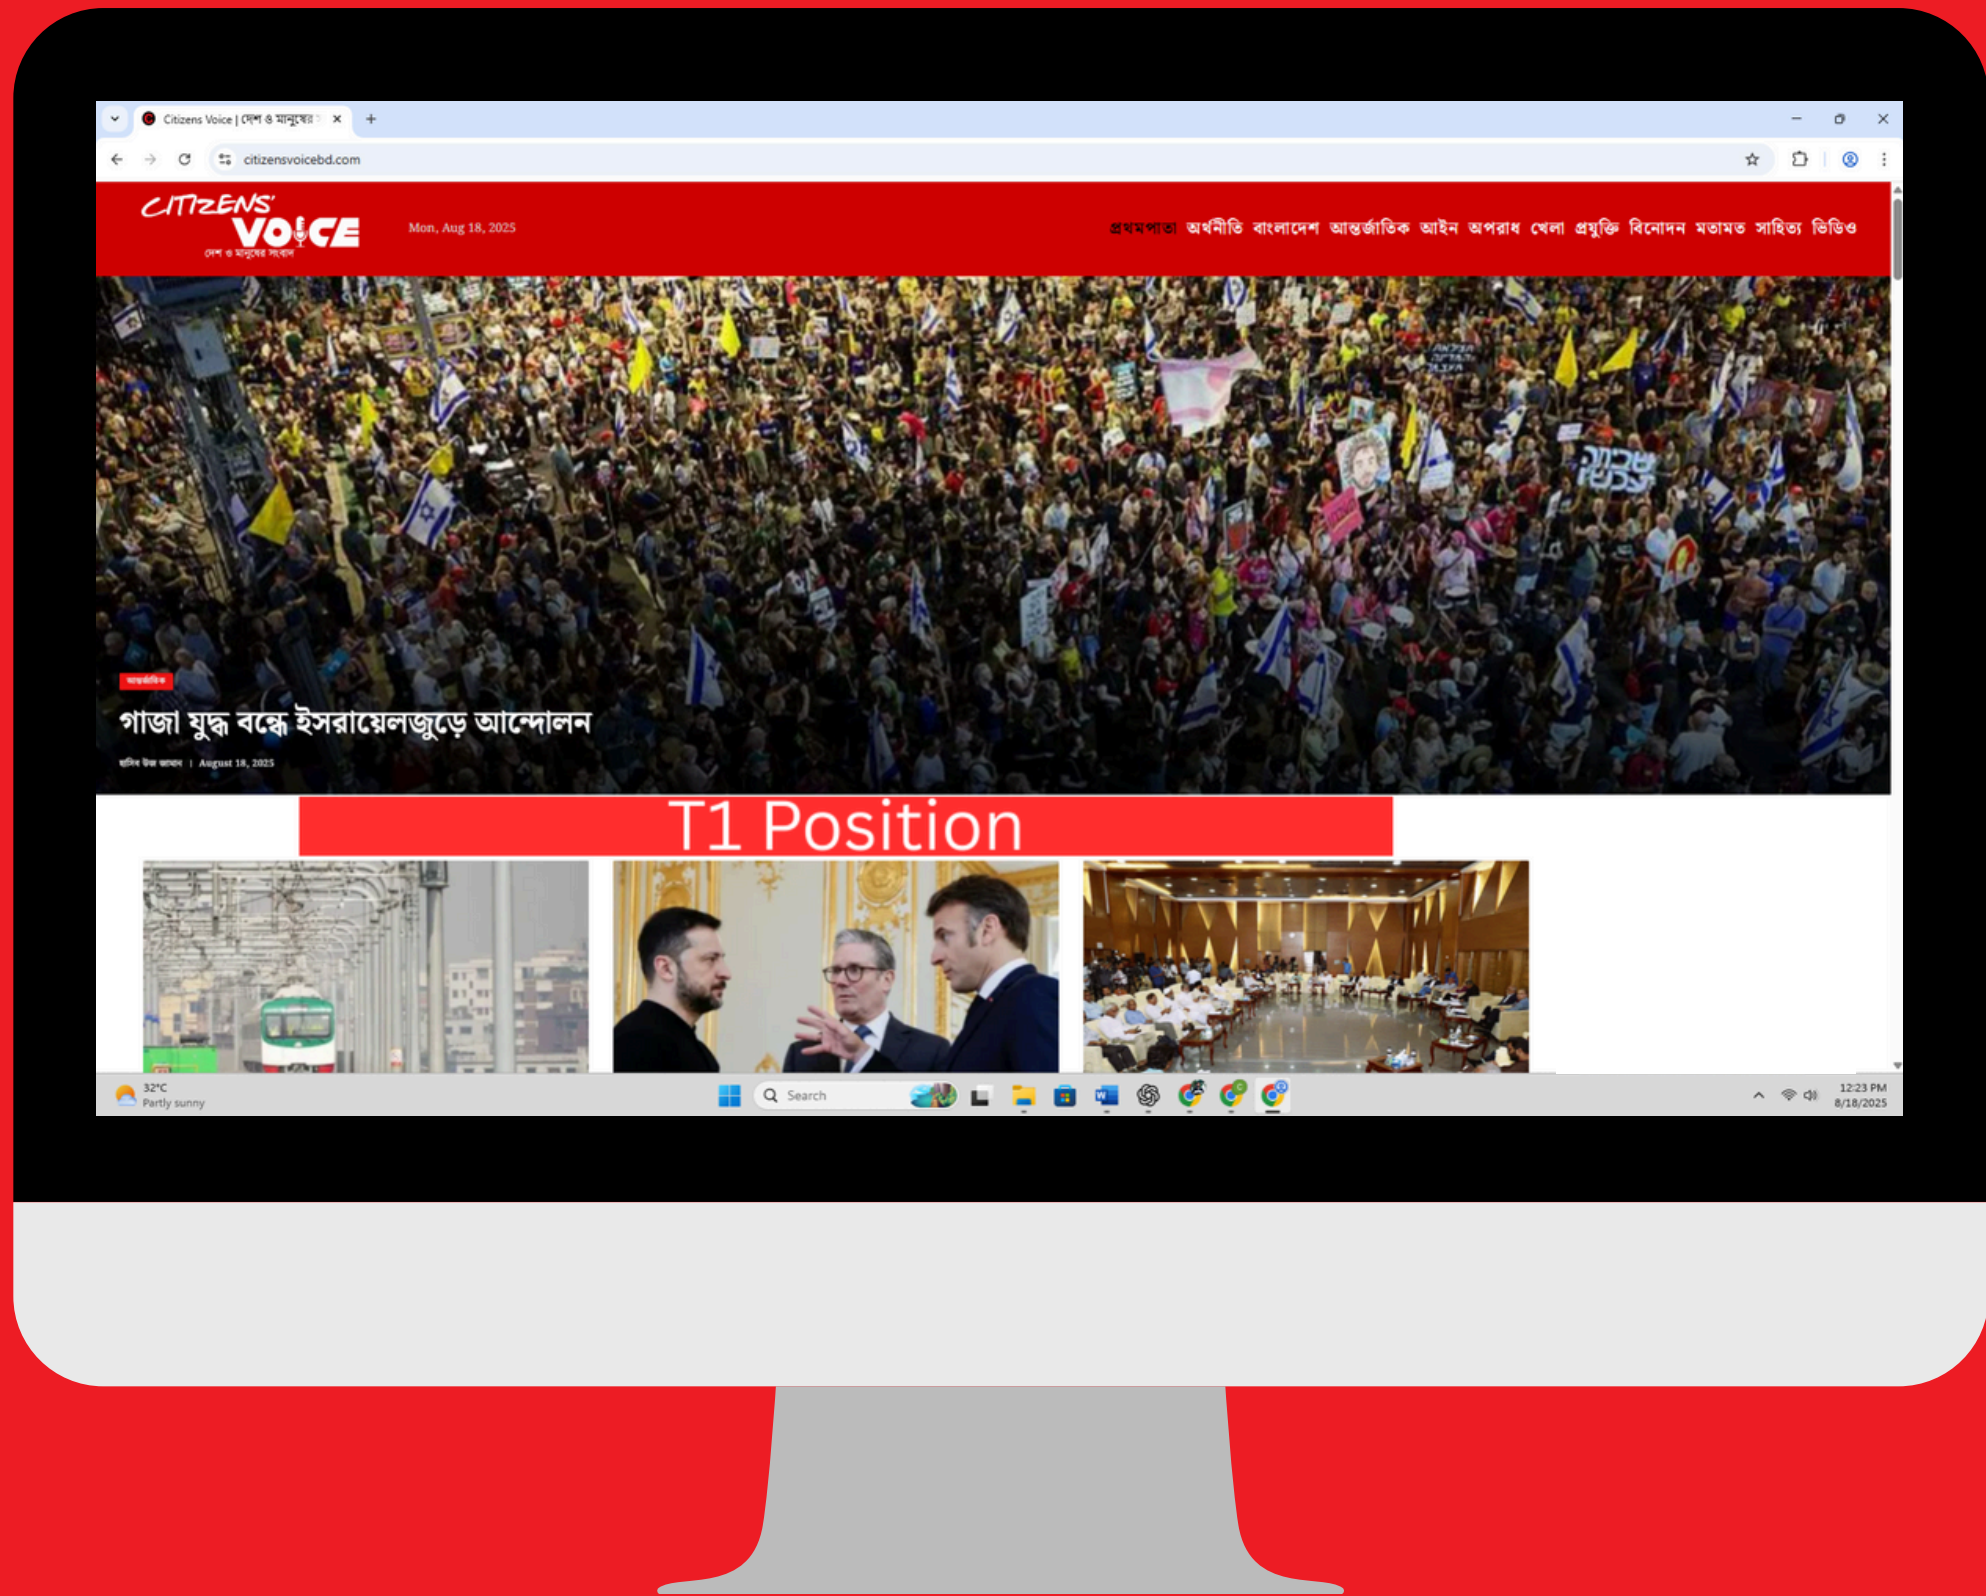 Citizens Voice | দেশ ও মানুষের
citizensvoicebd.com
CITIZENS'
VOICE
দেশ ও মানুষের সংবাদ
Mon, Aug 18, 2025
প্রথমপাতা অর্থনীতি বাংলাদেশ আন্তর্জাতিক আইন অপরাধ খেলা প্রযুক্তি বিনোদন মতামত সাহিত্য ভিডিও
আন্তর্জাতিক
গাজা যুদ্ধ বন্ধে ইসরায়েলজুড়ে আন্দোলন
হাসিব উজ জামান | August 18, 2025
T1 Position
32°C
Partly sunny
Search
12:23 PM
8/18/2025